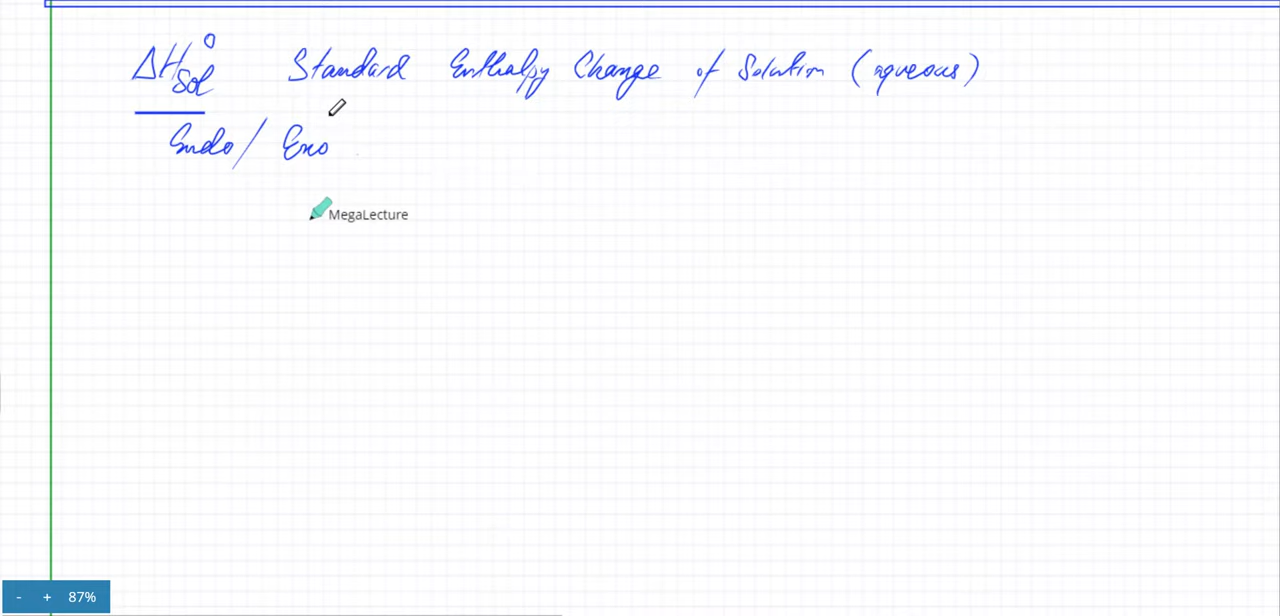 ΔH°sol Standard Enthalpy Change of Solution (aqueous)
Endo/ Exo
MegaLecture
- + 87%